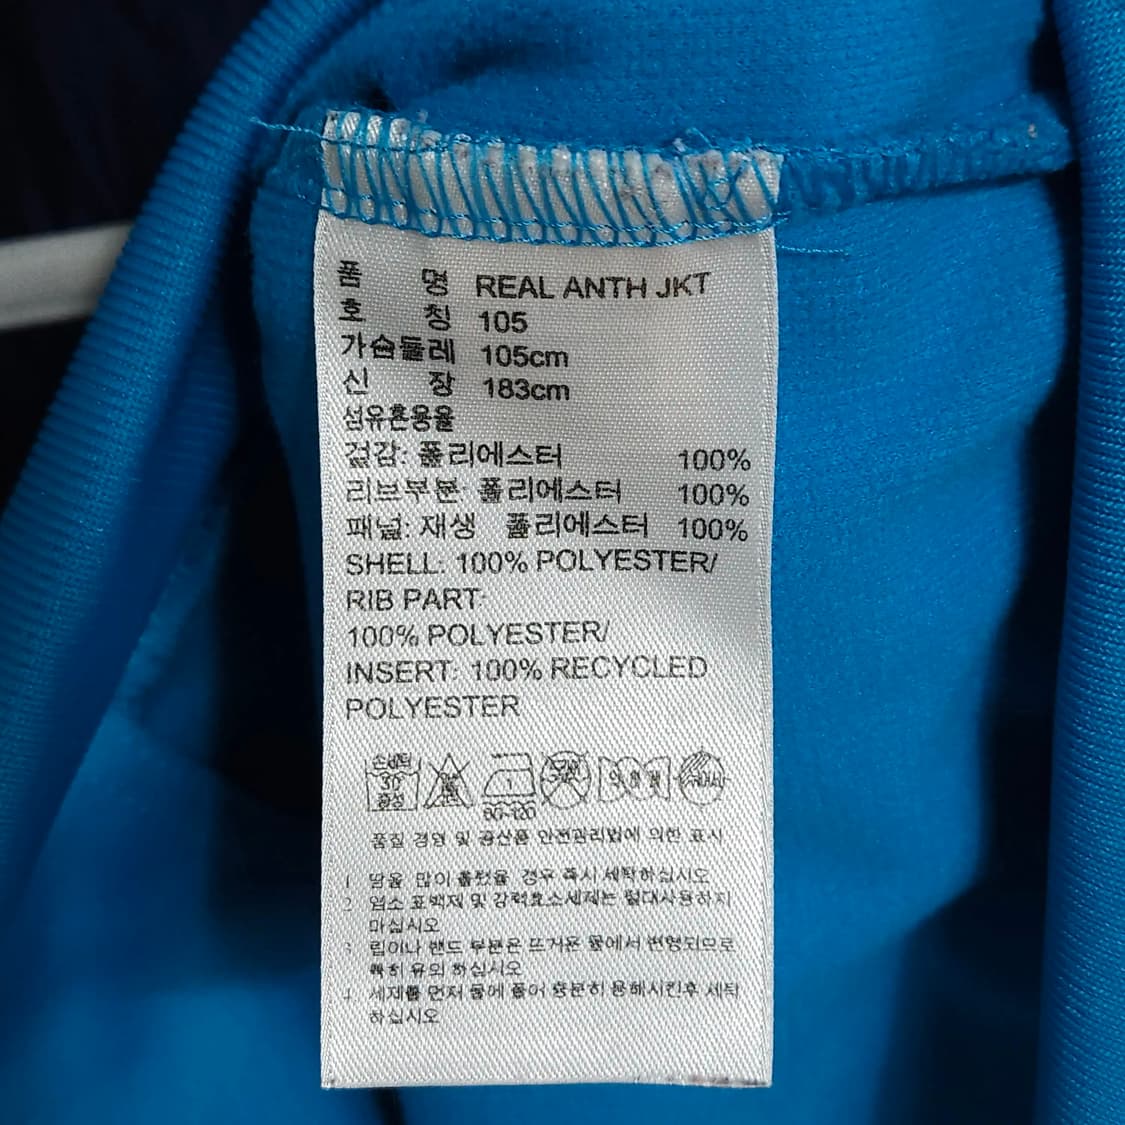 품 명 REAL ANTH JKT
호 칭 105
가슴둘레 105cm
신 장 183cm
섬유혼용율
겉감: 폴리에스터 100%
리브부분: 폴리에스터 100%
패널: 재생 폴리에스터 100%
SHELL: 100% POLYESTER/
RIB PART:
100% POLYESTER/
INSERT: 100% RECYCLED
POLYESTER
손세탁
30°
중성
1
80~120
품질 경영 및 공산품 안전관리법에 의한 표시
1 땀을 많이 흘렸을 경우 즉시 세탁하십시오
2 염소 표백제 및 강력효소세제는 절대사용하지
마십시오
3 립이나 밴드 부분은 뜨거운 물에서 변형되므로
특히 유의 하십시오
4 세제를 먼저 물에 풀어 충분히 용해시킨후 세탁
하십시오